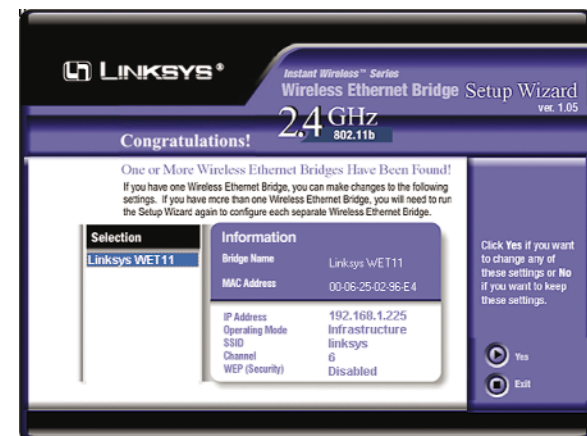 LINKSYS®
Instant Wireless™ Series
Wireless Ethernet Bridge Setup Wizard
ver. 1.05
2.4 GHz
802.11b
Congratulations!
One or More Wireless Ethernet Bridges Have Been Found!
If you have one Wireless Ethernet Bridge, you can make changes to the following
settings. If you have more than one Wireless Ethernet Bridge, you will need to run
the Setup Wizard again to configure each separate Wireless Ethernet Bridge.
Selection
Linksys WET11
Information
Bridge Name Linksys WET11
MAC Address 00-06-25-02-96-E4
IP Address 192.168.1.225
Operating Mode Infrastructure
SSID linksys
Channel 6
WEP (Security) Disabled
Click Yes if you want
to change any of
these settings or No
if you want to keep
these settings.
Yes
Exit